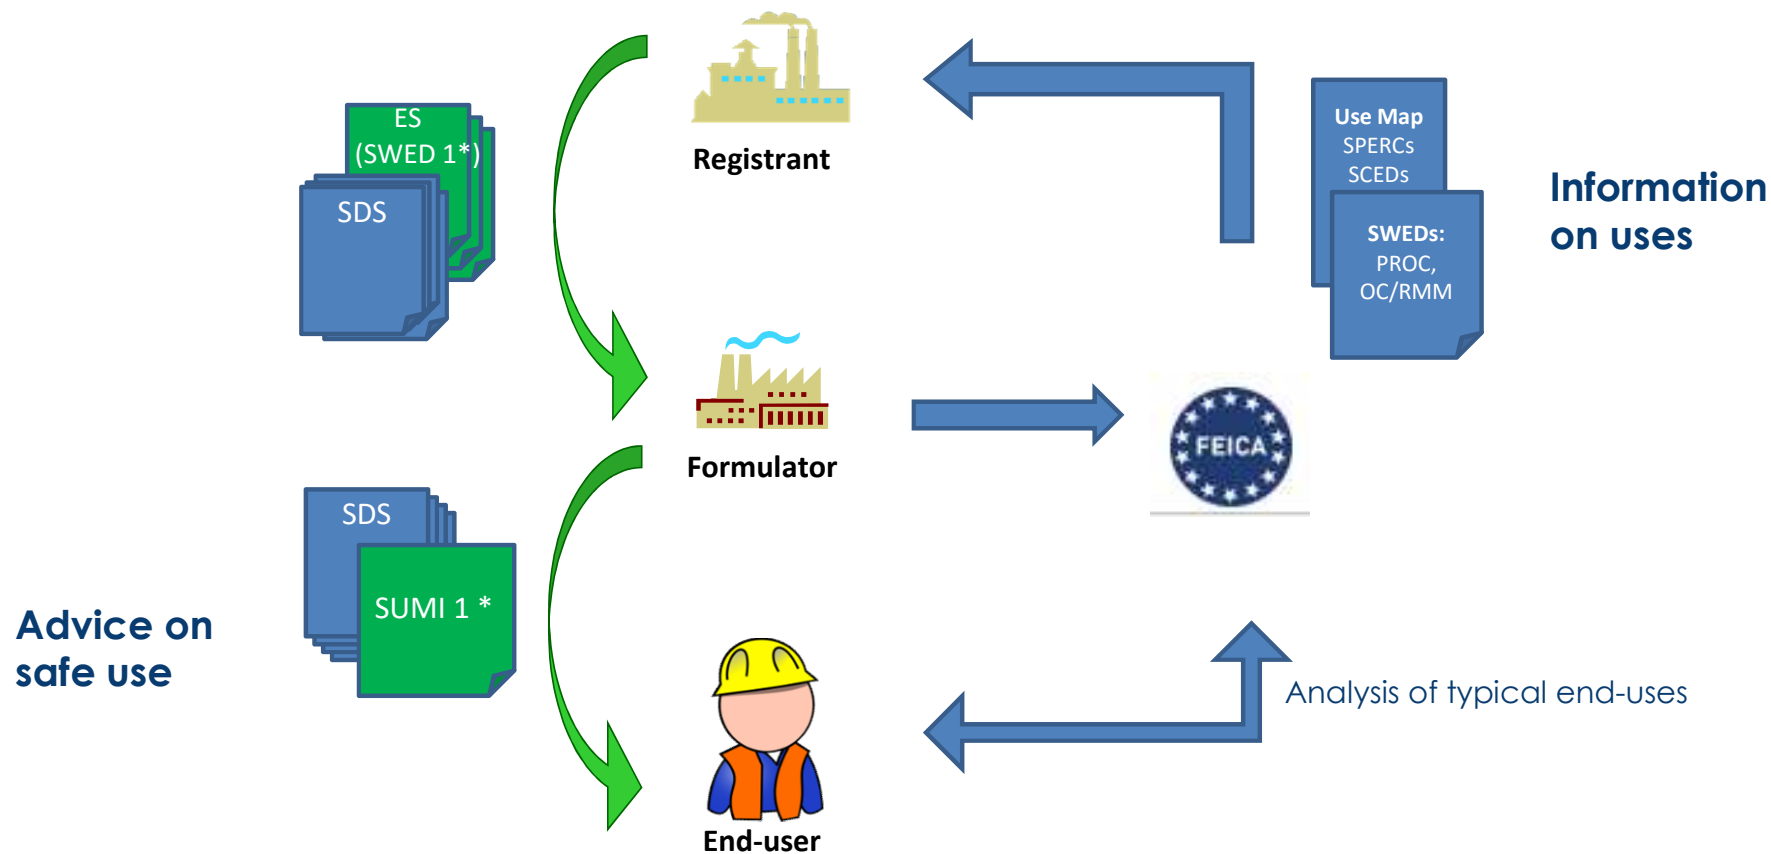 ES
(SWED 1*)
SDS
Registrant
Use Map
SPERCs
SCEDs
SWEDs:
PROC,
OC/RMM
Information
on uses
Formulator
FEICA
SDS
SUMI 1 *
Advice on
safe use
Analysis of typical end-uses
End-user